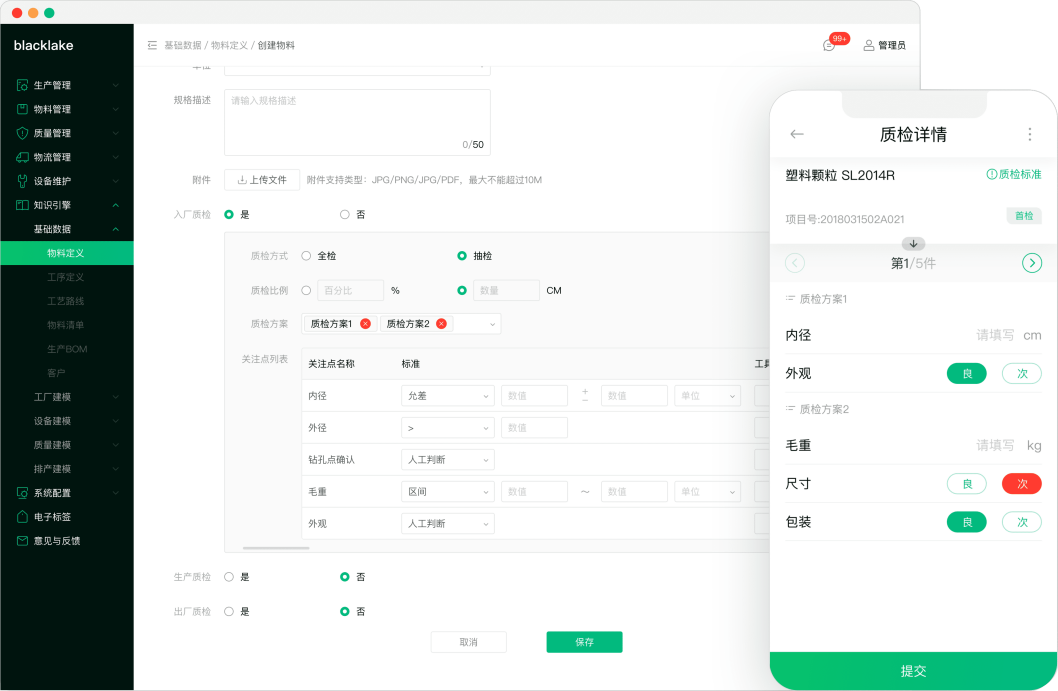 blacklake
生产管理
物料管理
质量管理
物流管理
设备维护
知识引擎
基础数据
物料定义
工序定义
工艺路线
物料清单
生产BOM
客户
工厂建模
设备建模
质量建模
排产建模
系统配置
电子标签
意见与反馈
基础数据 / 物料定义 / 创建物料
99+
管理员
单位
规格描述 请输入规格描述
0/50
附件 上传文件 附件支持类型：JPG/PNG/JPG/PDF，最大不能超过10M
入厂质检 是 否
质检方式 全检 抽检
质检比例 百分比 % 数量 CM
质检方案 质检方案1 质检方案2
关注点列表 关注点名称 标准 工具
内径 允差 数值 + − 数值 单位
外径 > 数值
钻孔点确认 人工判断
毛重 区间 数值 ～ 数值 单位
外观 人工判断
生产质检 是 否
出厂质检 是 否
取消 保存
质检详情
塑料颗粒 SL2014R 质检标准
项目号:2018031502A021 首检
第1/5件
质检方案1
内径 请填写 cm
外观 良 次
质检方案2
毛重 请填写 kg
尺寸 良 次
包装 良 次
提交